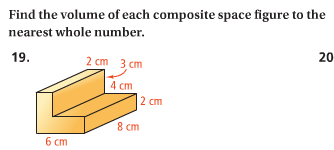 Find the volume of each composite space figure to the
nearest whole number.
19.
20
2 cm
3 cm
4 cm
2 cm
8 cm
6 cm